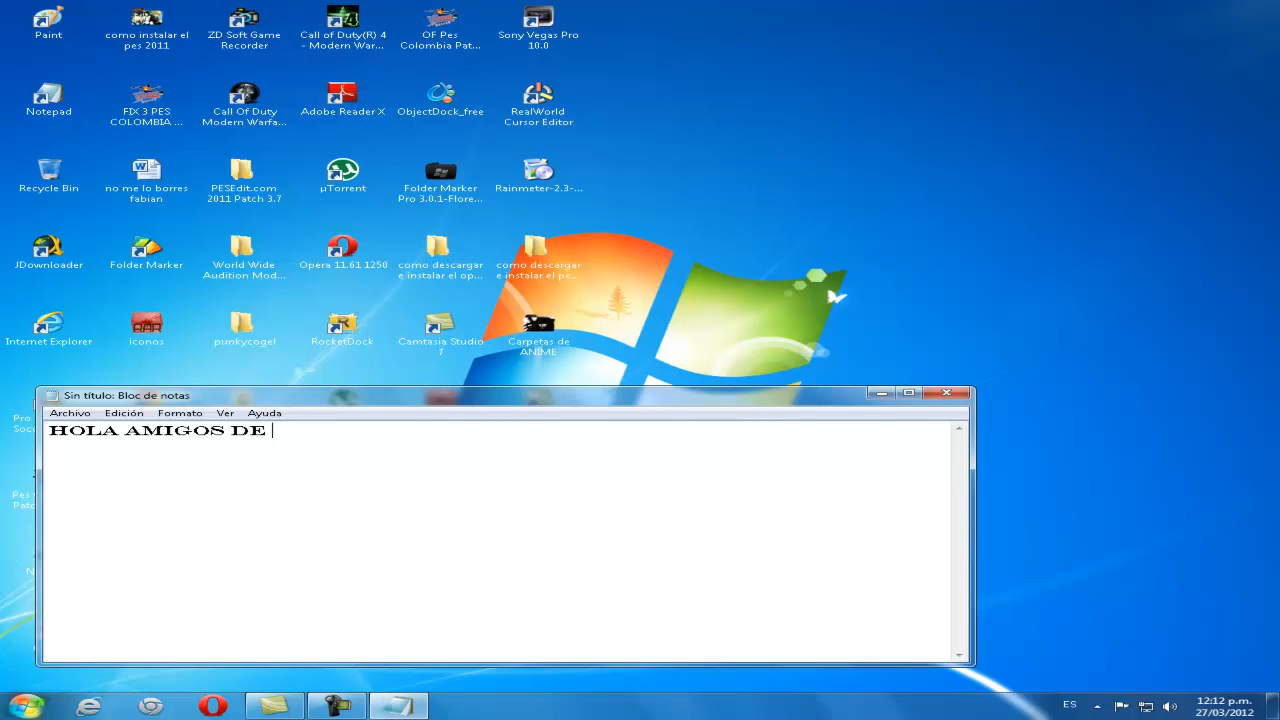 Paint
como instalar el
pes 2011
ZD Soft Game
Recorder
Call of Duty(R) 4
- Modern War...
OF Pes
Colombia Pat...
Sony Vegas Pro
10.0
Notepad
FIX 3 PES
COLOMBIA ...
Call Of Duty
Modern Warfa...
Adobe Reader X
ObjectDock_free
RealWorld
Cursor Editor
Recycle Bin
no me lo borres
fabian
PESEdit.com
2011 Patch 3.7
µTorrent
Folder Marker
Pro 3.0.1-Flore...
Rainmeter-2.3-...
JDownloader
Folder Marker
World Wide
Audition Mod...
Opera 11.61 1250
como descargar
e instalar el op...
como descargar
e instalar el pe...
Internet Explorer
iconos
punkycogel
RocketDock
Camtasia Studio
7
Carpetas de
ANIME
Sin título: Bloc de notas
Archivo Edición Formato Ver Ayuda
HOLA AMIGOS DE
ES
12:12 p.m.
27/03/2012